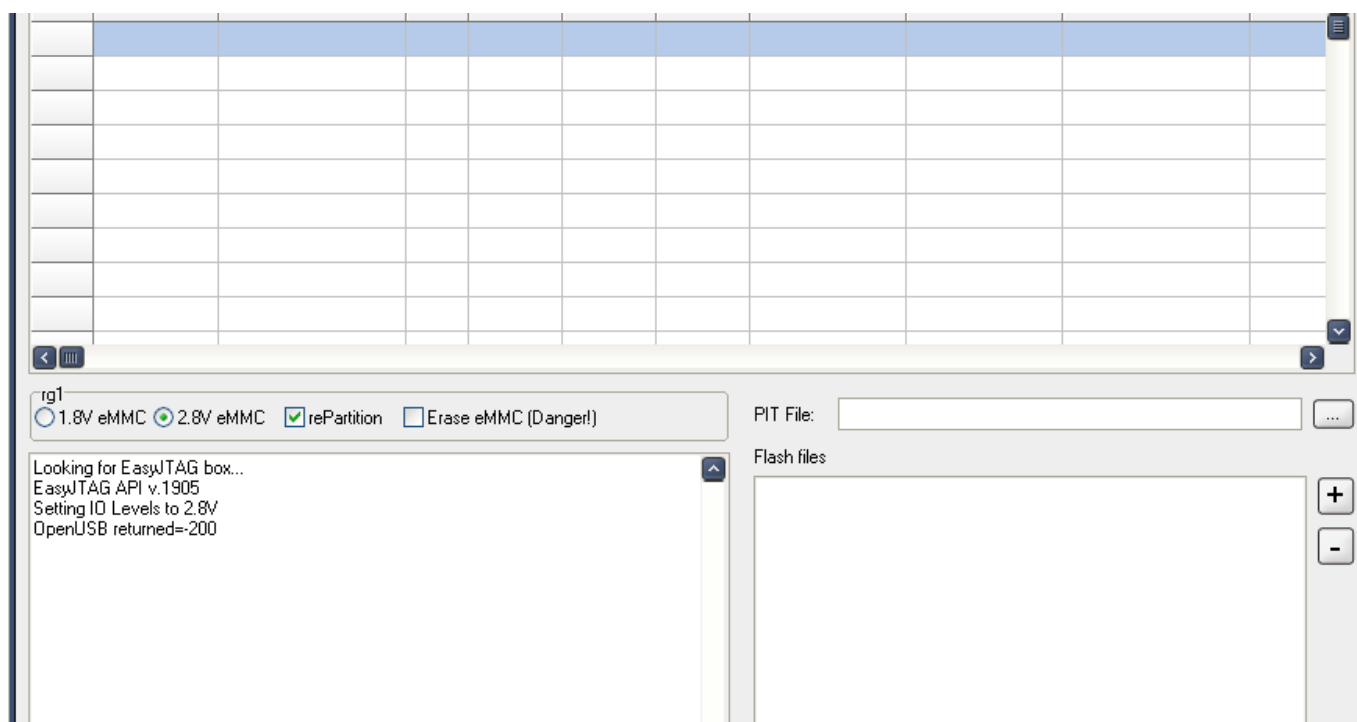 rg1
1.8V eMMC 2.8V eMMC rePartition Erase eMMC (Danger!)
PIT File:
...
Looking for EasyJTAG box...
EasyJTAG API v.1905
Setting IO Levels to 2.8V
OpenUSB returned=-200
Flash files
+
-